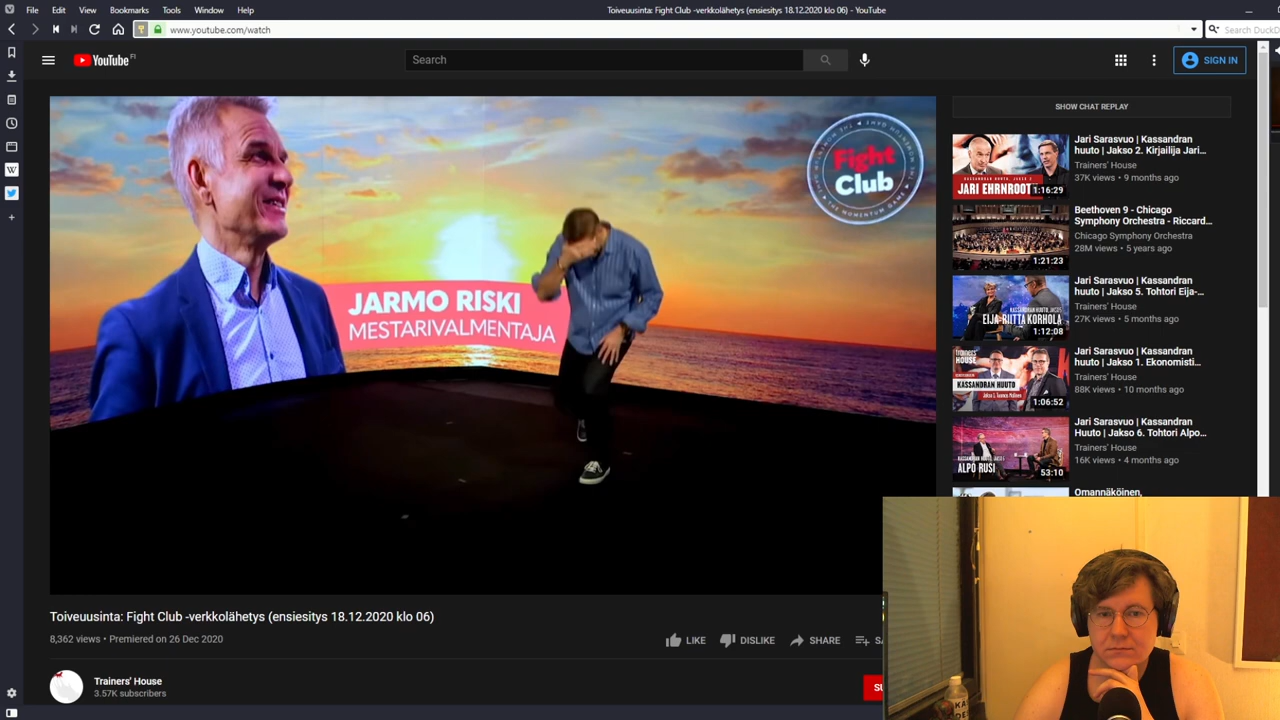 File Edit View Bookmarks Tools Window Help
Toiveuusinta: Fight Club -verkkolähetys (ensiesitys 18.12.2020 klo 06) - YouTube
www.youtube.com/watch
Search DuckD
YouTube FI
Search
SIGN IN
Fight
Club
JARMO RISKI
MESTARIVALMENTAJA
SHOW CHAT REPLAY
Jari Sarasvuo | Kassandran
huuto | Jakso 2. Kirjailija Jari...
Trainers' House
37K views • 9 months ago
JARI EHRNROOT
1:16:29
Beethoven 9 - Chicago
Symphony Orchestra - Riccard...
Chicago Symphony Orchestra
28M views • 5 years ago
1:21:23
Jari Sarasvuo | Kassandran
huuto | Jakso 5. Tohtori Eija-...
Trainers' House
27K views • 5 months ago
EIJA-RIITTA KORHOLA
1:12:08
Jari Sarasvuo | Kassandran
huuto | Jakso 1. Ekonomisti...
Trainers' House
88K views • 10 months ago
Trainers'
HOUSE
KASSANDRAN HUUTO
1:06:52
Jari Sarasvuo | Kassandran
Huuto | Jakso 6. Tohtori Alpo...
Trainers' House
16K views • 4 months ago
ALPO RUSI
53:10
Omannäköinen,
Toiveuusinta: Fight Club -verkkolähetys (ensiesitys 18.12.2020 klo 06)
8,362 views • Premiered on 26 Dec 2020
LIKE DISLIKE SHARE SA
Trainers' House
3.57K subscribers
SU